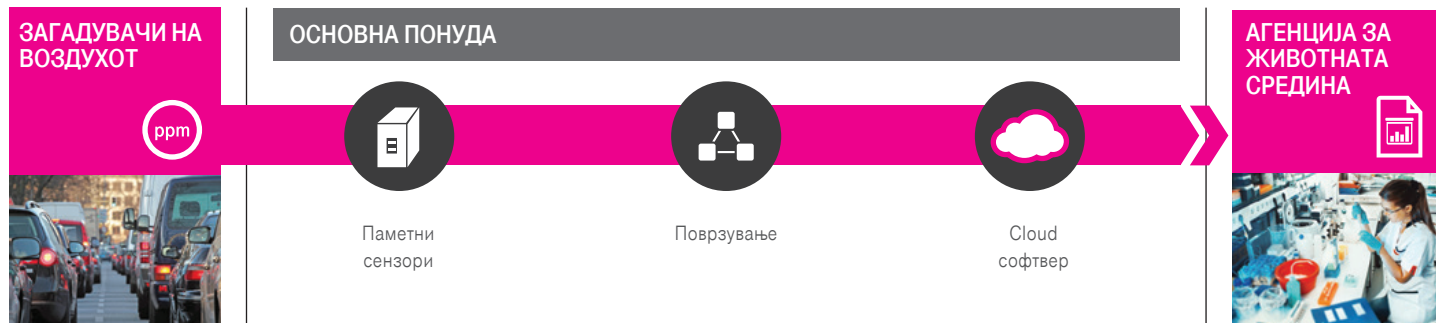 ЗАГАДУВАЧИ НА
ВОЗДУХОТ
ppm
ОСНОВНА ПОНУДА
Паметни
сензори
Поврзување
Cloud
софтвер
АГЕНЦИЈА ЗА
ЖИВОТНАТА
СРЕДИНА